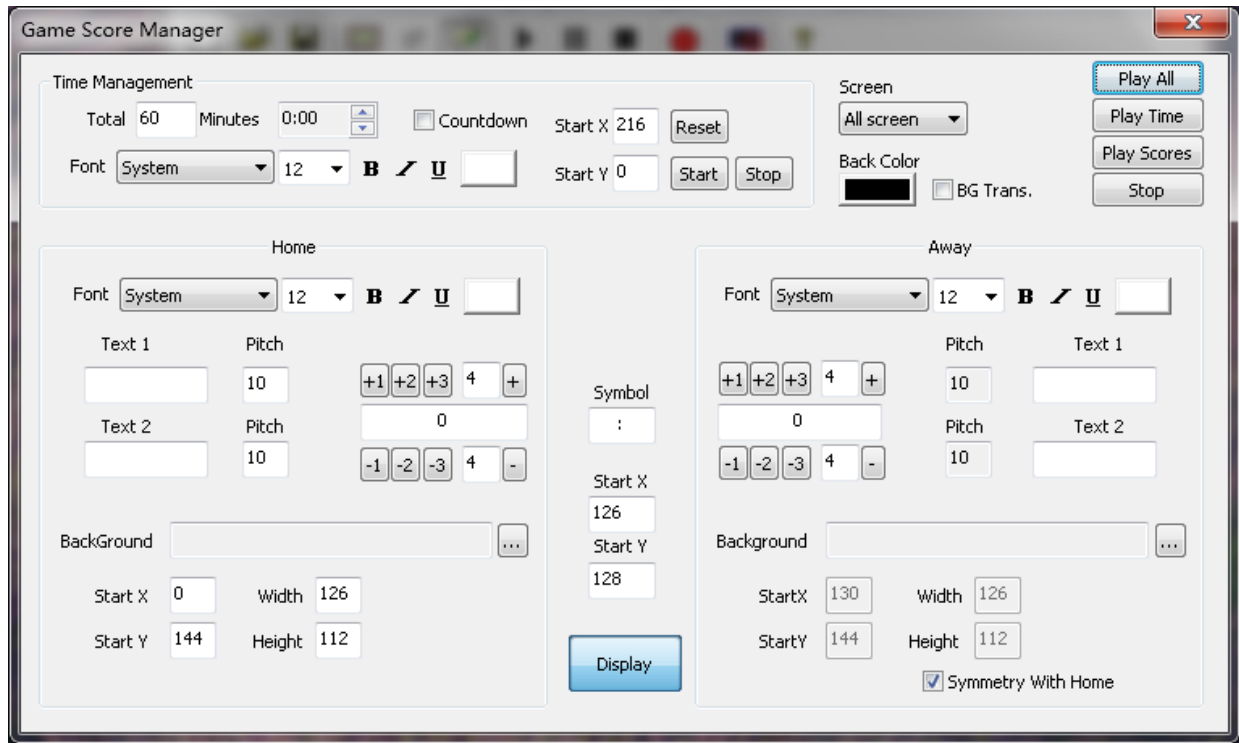 Game Score Manager
X
Time Management
Total 60 Minutes 0:00 Countdown Start X 216 Reset
Font System 12 B I U Start Y 0 Start Stop
Screen
All screen
Back Color
BG Trans.
Play All
Play Time
Play Scores
Stop
Home
Font System 12 B I U
Text 1 Pitch
10 +1 +2 +3 4 +
0
Text 2 Pitch
10 -1 -2 -3 4 -
BackGround ...
Start X 0 Width 126
Start Y 144 Height 112
Symbol
:
Start X
126
Start Y
128
Display
Away
Font System 12 B I U
Pitch Text 1
+1 +2 +3 4 + 10
0
Pitch Text 2
-1 -2 -3 4 - 10
Background ...
StartX 130 Width 126
StartY 144 Height 112
Symmetry With Home